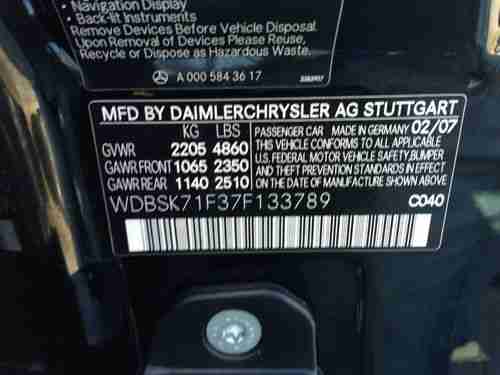 • Navigation Display
• Back-lit Instruments
Remove Devices Before Vehicle Disposal.
Upon Removal of Devices Please Reuse,
Recycle or Dispose as Hazardous Waste.
A 000 584 36 17
MFD BY DAIMLERCHRYSLER AG STUTTGART
KG LBS PASSENGER CAR MADE IN GERMANY 02/07
GVWR 2205 4860 THIS VEHICLE CONFORMS TO ALL APPLICABLE
GAWR FRONT 1065 2350 U.S. FEDERAL MOTOR VEHICLE SAFETY, BUMPER
GAWR REAR 1140 2510 AND THEFT PREVENTION STANDARDS IN EFFECT ON THE DATE OF MANUFACTURE SHOWN ABOVE.
WDBSK71F37F133789 C040